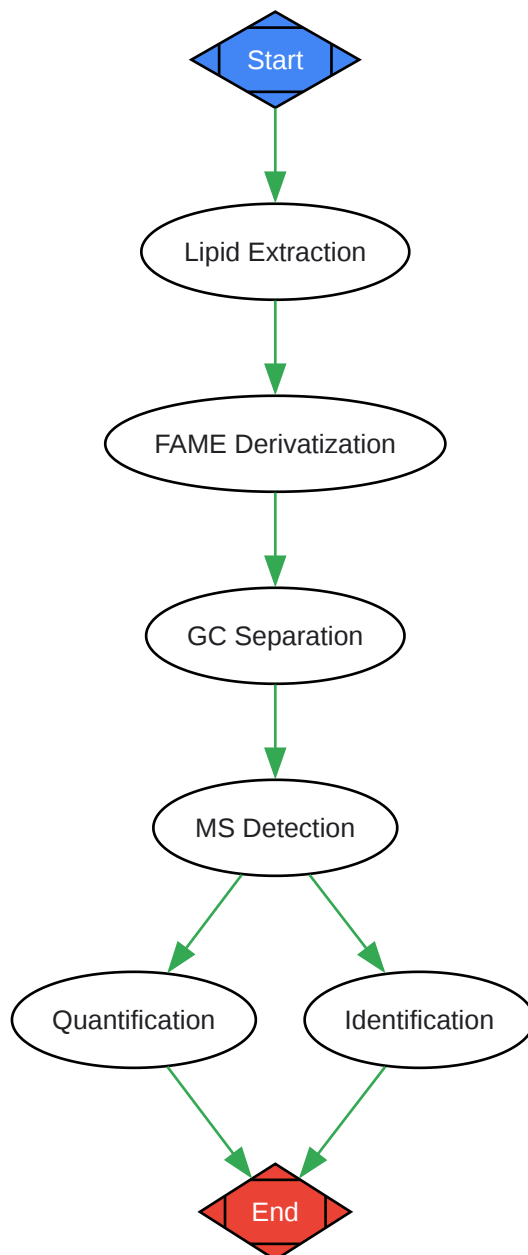 Start
Lipid Extraction
FAME Derivatization
GC Separation
MS Detection
Quantification
Identification
End